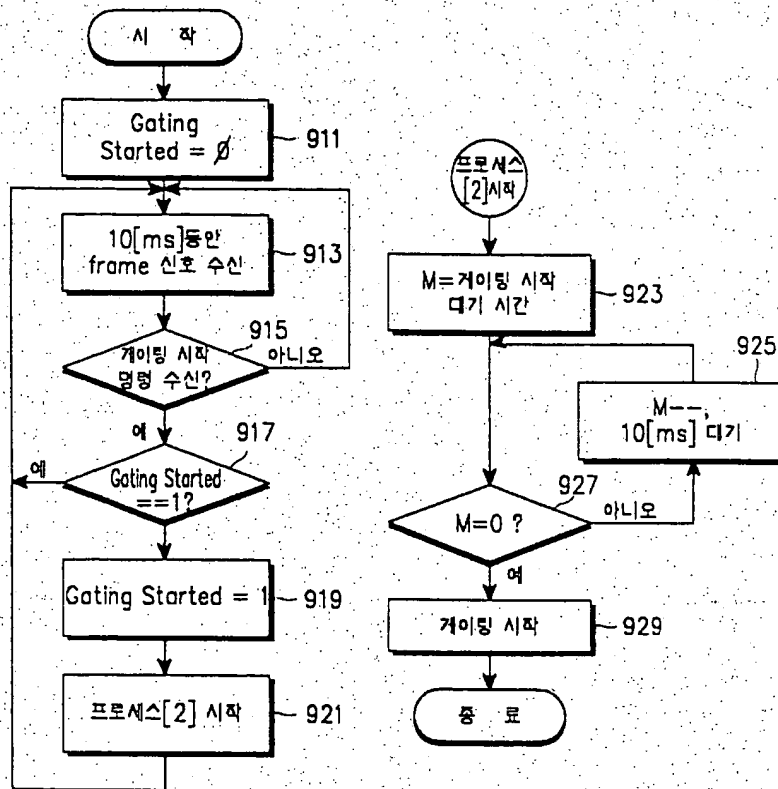 시 작
Gating
Started = Ø
911
10[ms]동안
frame 신호 수신
913
게이팅 시작
명령 수신?
915
아니오
예
Gating Started
==1?
917
예
Gating Started = 1
919
프로세스[2] 시작
921
프로세스
[2]시작
M=게이팅 시작
대기 시간
923
M--,
10[ms] 대기
925
M=0 ?
927
아니오
예
게이팅 시작
929
종 료